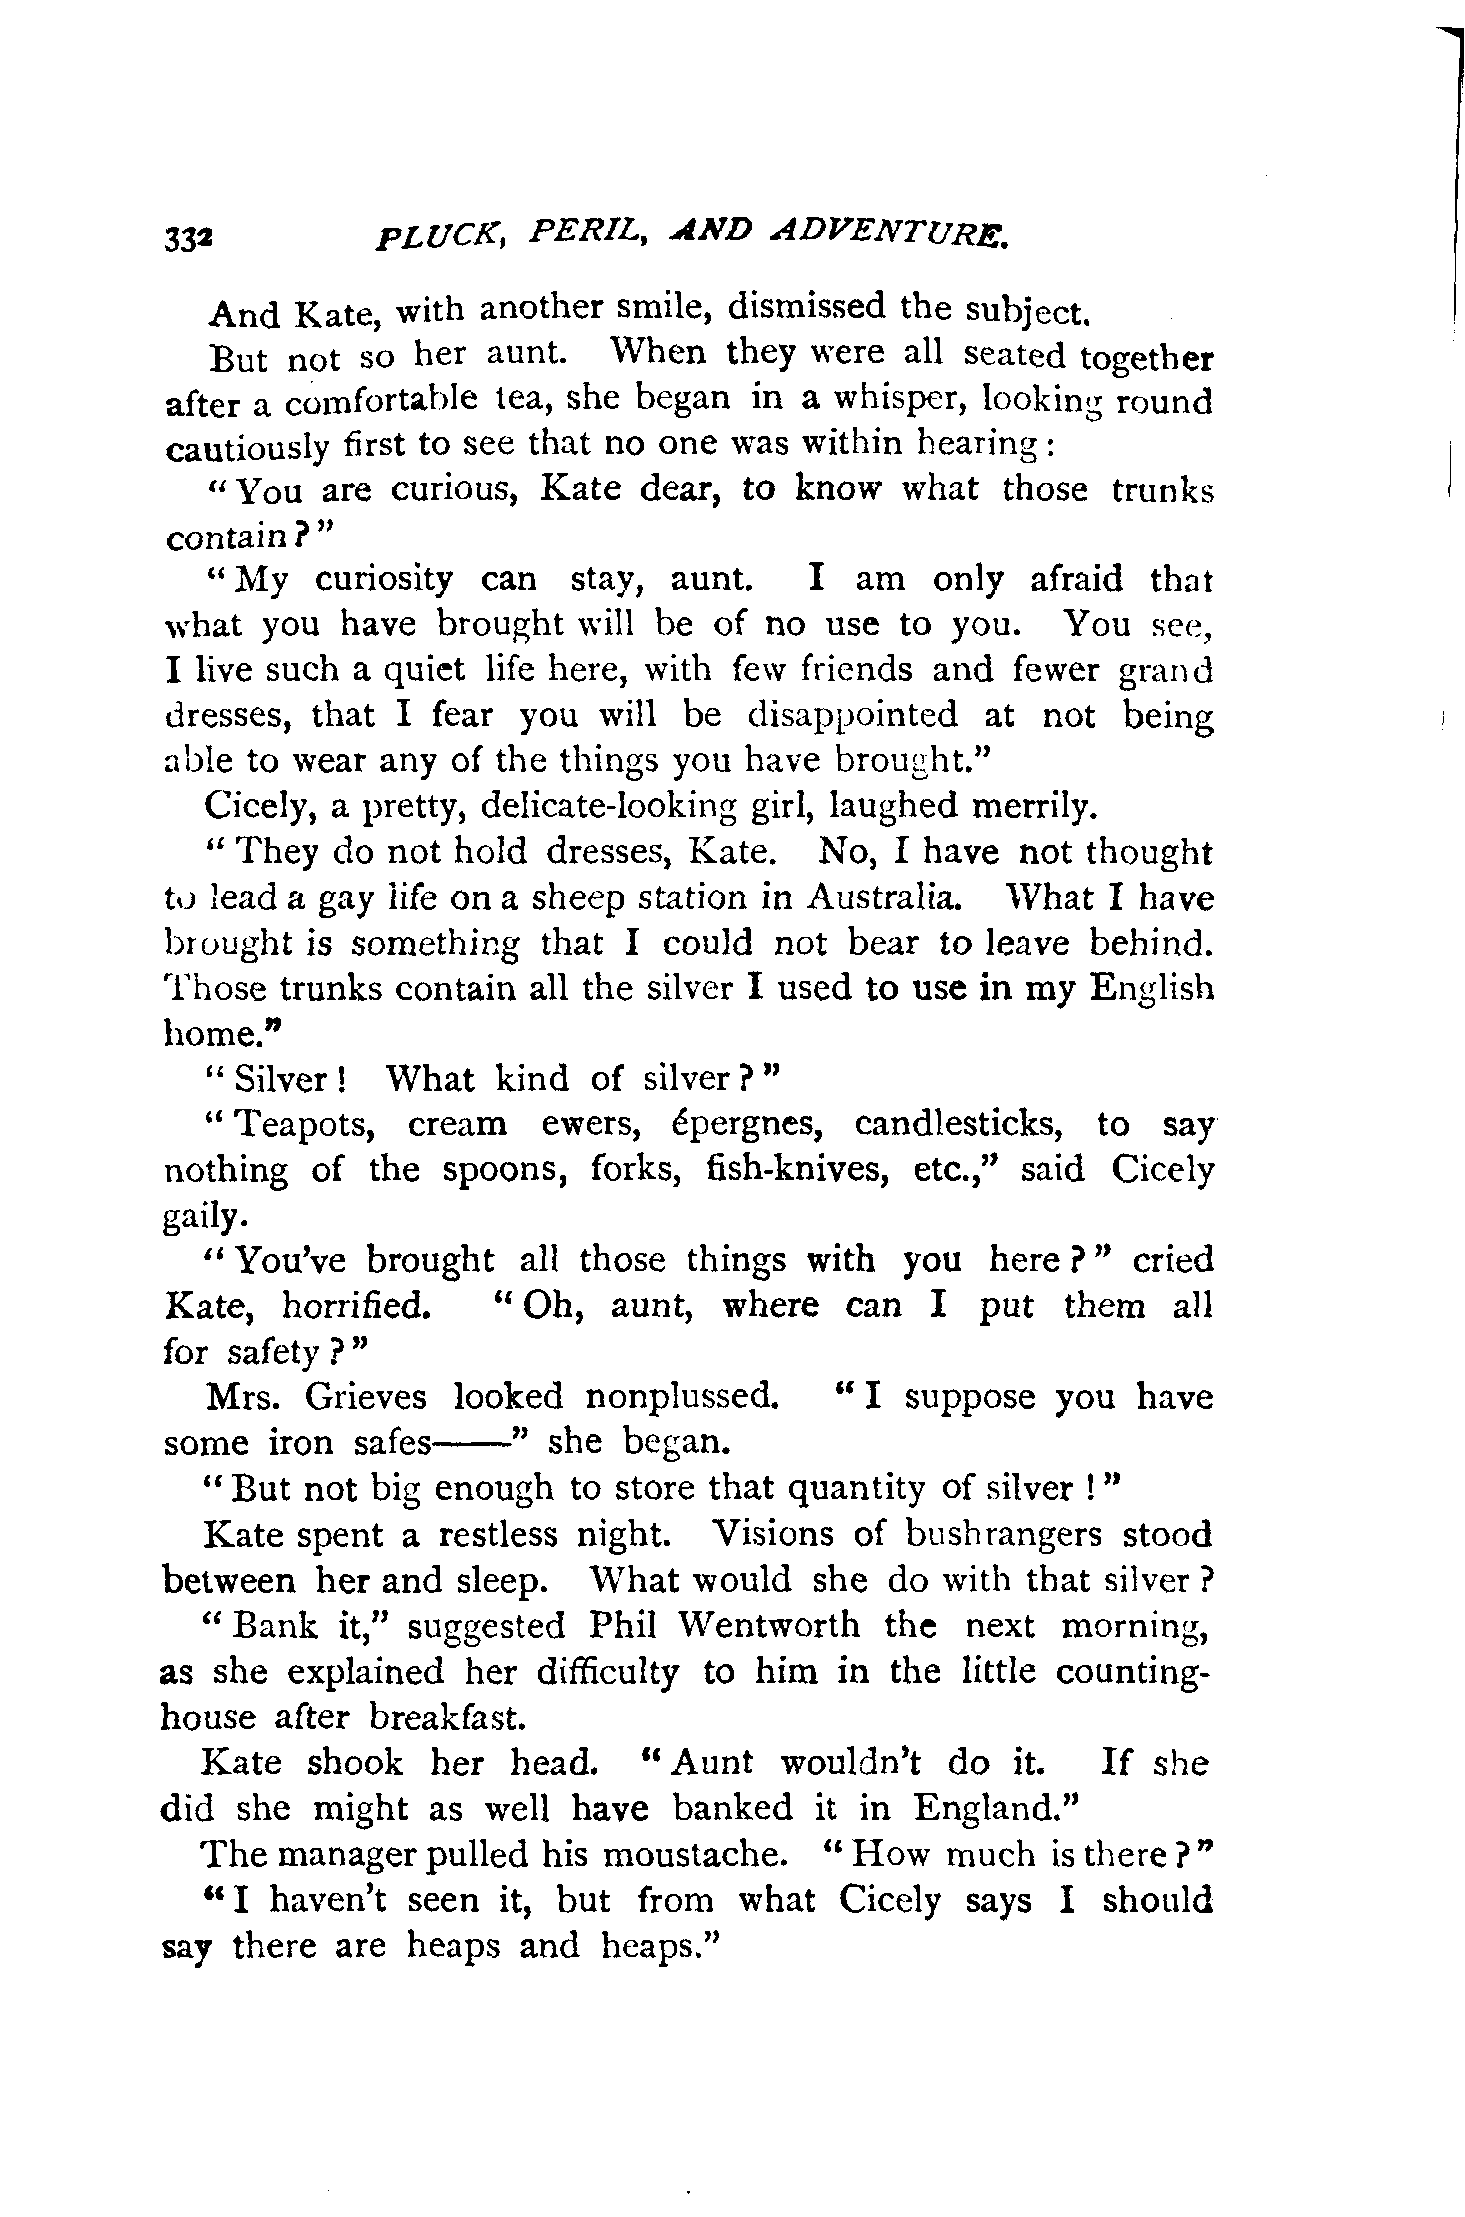 332 PLUCK, PERIL, AND ADVENTURE.
And Kate, with another smile, dismissed the subject.
But not so her aunt. When they were all seated together
after a comfortable tea, she began in a whisper, looking round
cautiously first to see that no one was within hearing :
" You are curious, Kate dear, to know what those trunks
contain ? "
" My curiosity can stay, aunt. I am only afraid that
what you have brought will be of no use to you. You see,
I live such a quiet life here, with few friends and fewer grand
dresses, that I fear you will be disappointed at not being
able to wear any of the things you have brought."
Cicely, a pretty, delicate-looking girl, laughed merrily.
" They do not hold dresses, Kate. No, I have not thought
to lead a gay life on a sheep station in Australia. What I have
brought is something that I could not bear to leave behind.
Those trunks contain all the silver I used to use in my English
home."
" Silver ! What kind of silver ? "
" Teapots, cream ewers, épergnes, candlesticks, to say
nothing of the spoons, forks, fish-knives, etc.," said Cicely
gaily.
" You've brought all those things with you here ? " cried
Kate, horrified. " Oh, aunt, where can I put them all
for safety ? "
Mrs. Grieves looked nonplussed. " I suppose you have
some iron safes——" she began.
" But not big enough to store that quantity of silver ! "
Kate spent a restless night. Visions of bushrangers stood
between her and sleep. What would she do with that silver ?
" Bank it," suggested Phil Wentworth the next morning,
as she explained her difficulty to him in the little counting-
house after breakfast.
Kate shook her head. " Aunt wouldn't do it. If she
did she might as well have banked it in England."
The manager pulled his moustache. " How much is there ? "
" I haven't seen it, but from what Cicely says I should
say there are heaps and heaps."